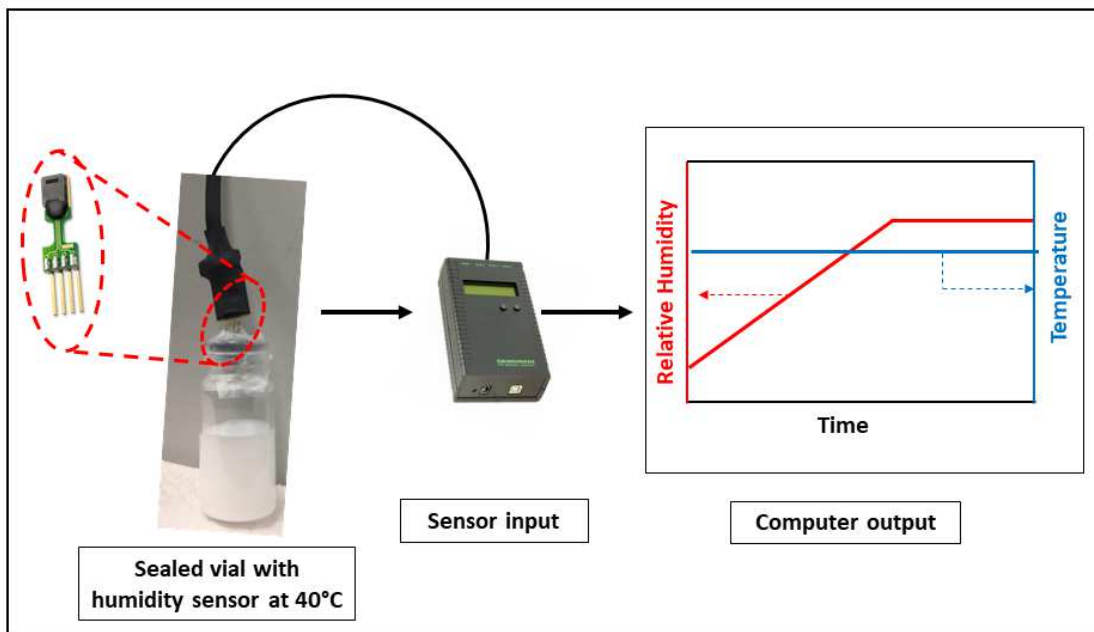 Relative Humidity
Temperature
Time
Sensor input
Computer output
Sealed vial with
humidity sensor at 40°C